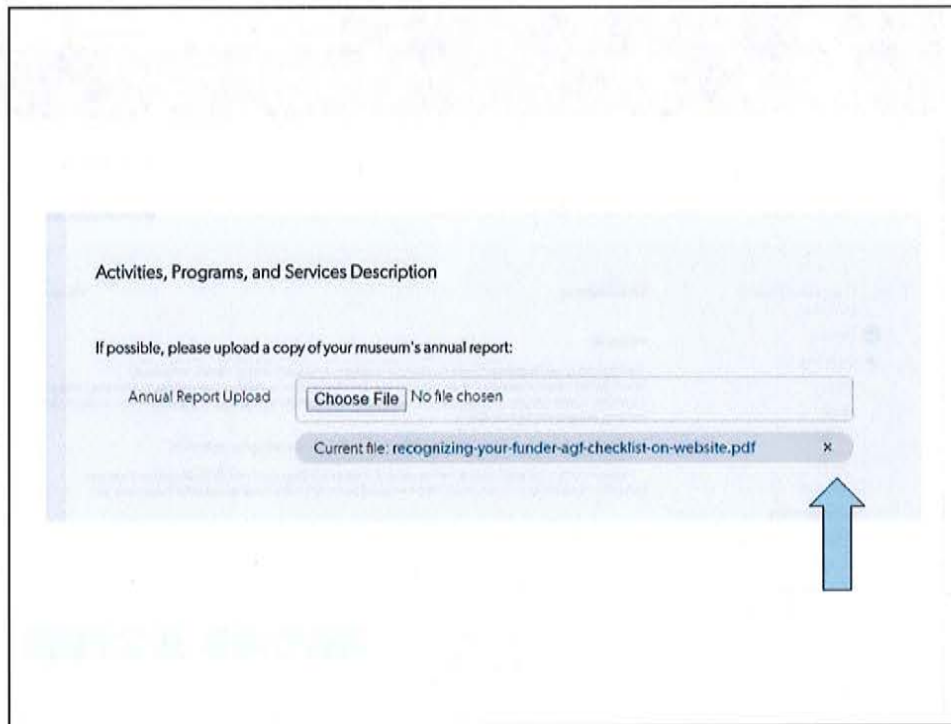 Activities, Programs, and Services Description
If possible, please upload a copy of your museum's annual report:
Annual Report Upload Choose File No file chosen
Current file: recognizing-your-funder-agf-checklist-on-website.pdf ×